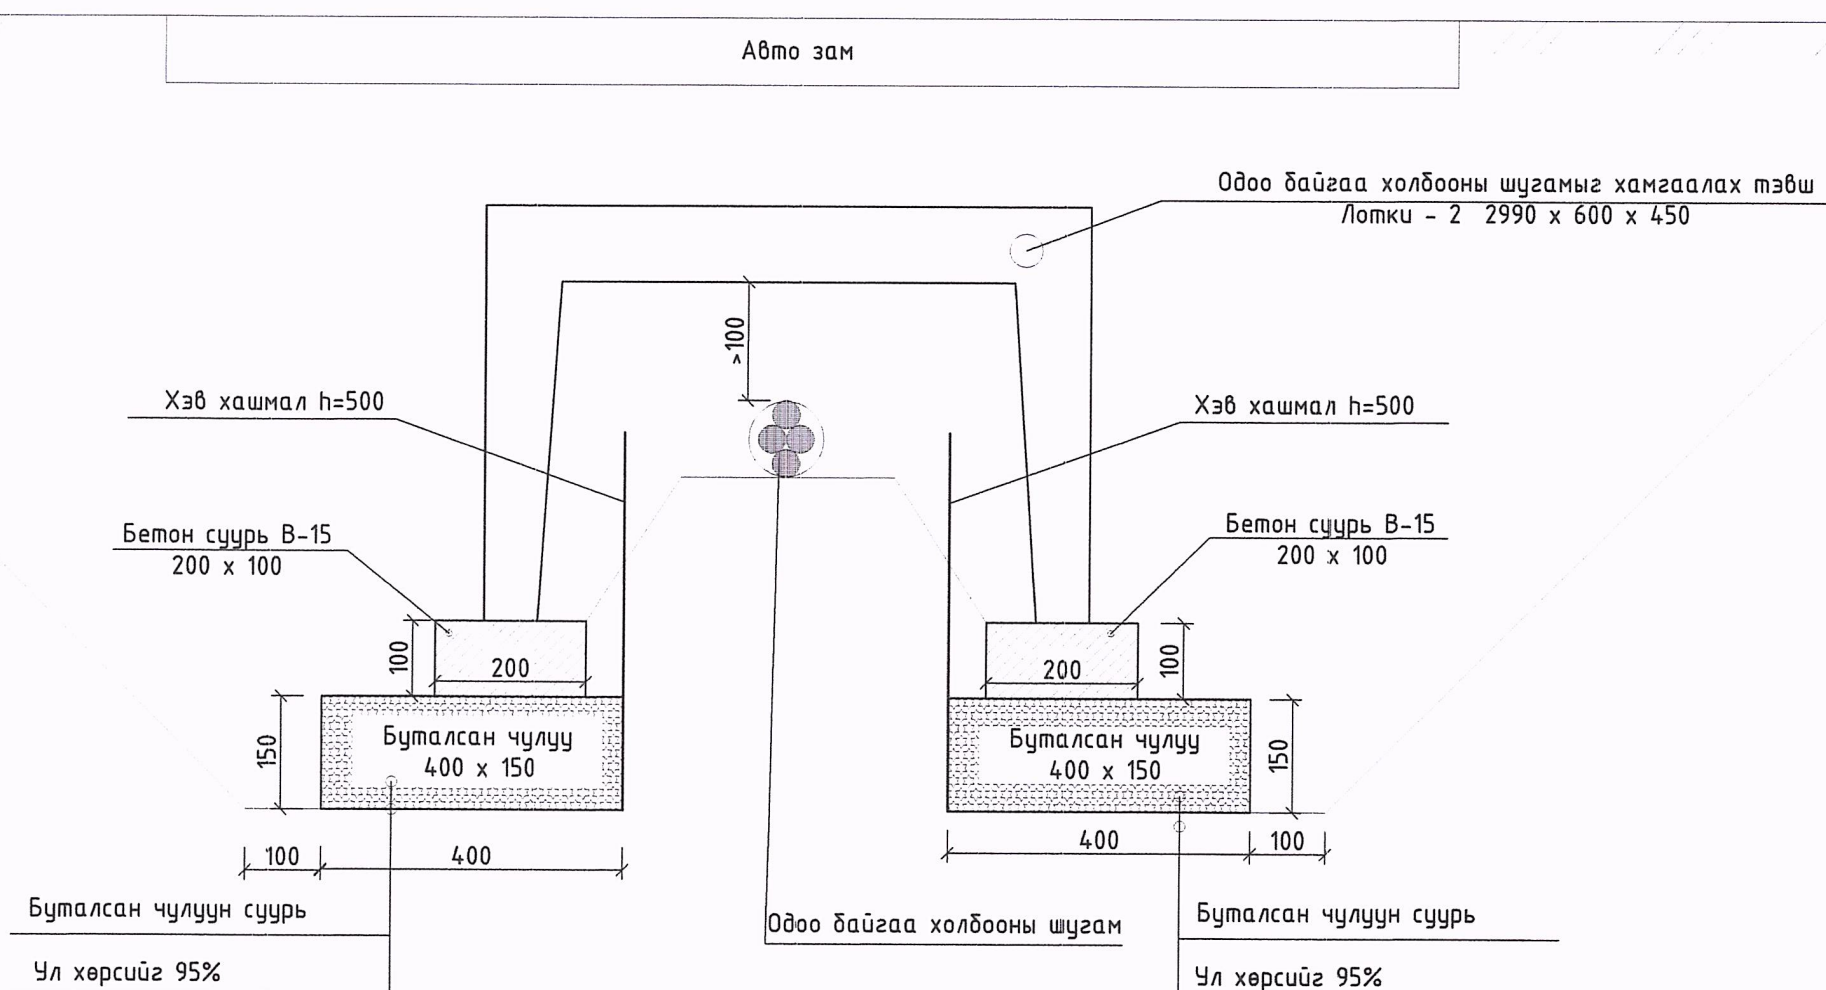 Авто зам
Одоо байгаа холбооны шугамыг хамгаалах тэвш
Лотки - 2 2990 x 600 x 450
>100
Хэв хашмал h=500
Хэв хашмал h=500
Бетон суурь В-15
200 x 100
Бетон суурь В-15
200 x 100
100
200
200
100
150
Буталсан чулуу
400 x 150
Буталсан чулуу
400 x 150
150
100
400
400
100
Буталсан чулуун суурь
Одоо байгаа холбооны шугам
Буталсан чулуун суурь
Ул хөрсийг 95%
Ул хөрсийг 95%